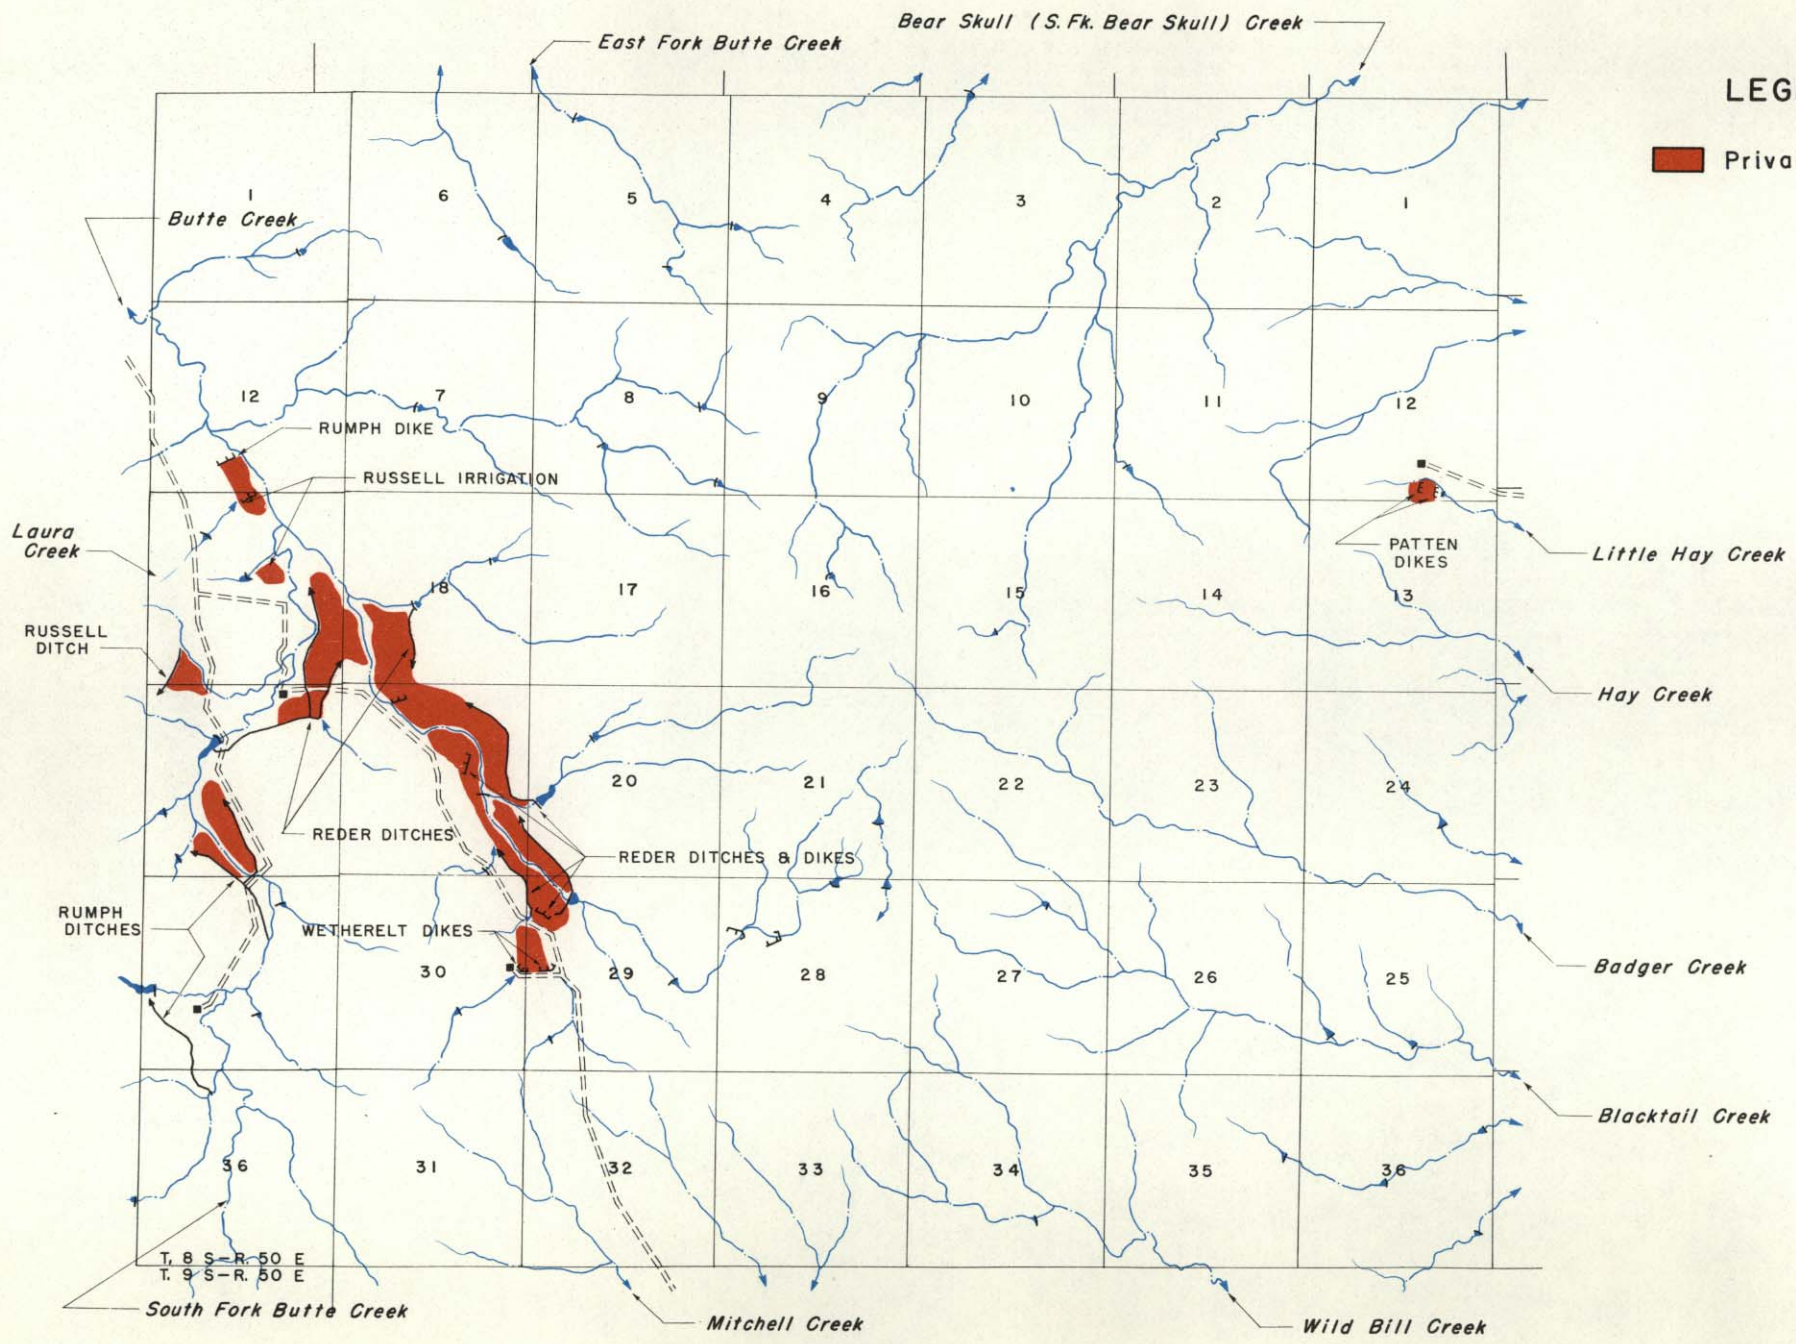 Bear Skull (S. Fk. Bear Skull) Creek
East Fork Butte Creek
LEG
Priva
1
6
5
4
3
2
1
Butte Creek
12
7
8
9
10
11
12
RUMPH DIKE
RUSSELL IRRIGATION
Laura
Creek
PATTEN
DIKES
Little Hay Creek
18
17
16
15
14
13
RUSSELL
DITCH
Hay Creek
20
21
22
23
24
REDER DITCHES
REDER DITCHES & DIKES
RUMPH
DITCHES
WETHERELT DIKES
30
29
28
27
26
25
Badger Creek
Blacktail Creek
36
31
32
33
34
35
36
T. 8 S-R. 50 E
T. 9 S-R. 50 E
South Fork Butte Creek
Mitchell Creek
Wild Bill Creek